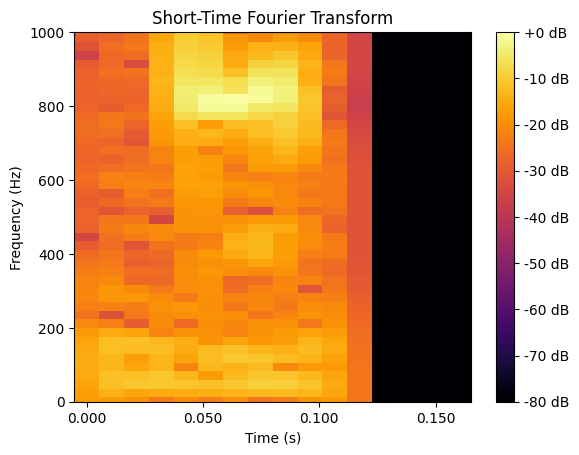 Short-Time Fourier Transform
1000
800
600
400
200
0
Frequency (Hz)
0.000
0.050
0.100
0.150
Time (s)
+0 dB
-10 dB
-20 dB
-30 dB
-40 dB
-50 dB
-60 dB
-70 dB
-80 dB